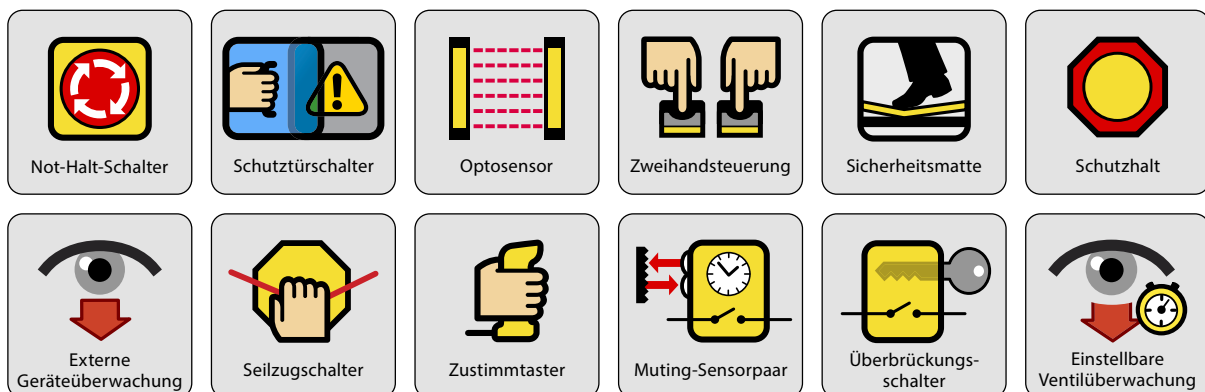 Not-Halt-Schalter
Schutztürschalter
Optosensor
Zweihandsteuerung
Sicherheitsmatte
Schutzhalt
Externe
Geräteüberwachung
Seilzugschalter
Zustimmtaster
Muting-Sensorpaar
Überbrückungs-
schalter
Einstellbare
Ventilüberwachung